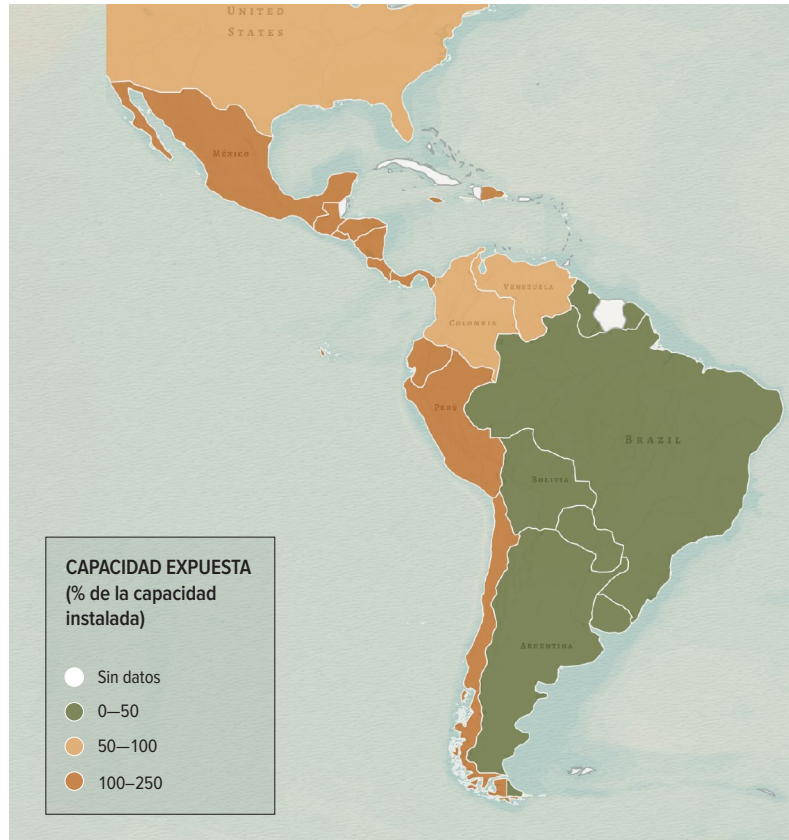 UNITED
STATES
MÉXICO
VENEZUELA
COLOMBIA
PERÚ
BRAZIL
BOLIVIA
ARGENTINA
CAPACIDAD EXPUESTA
(% de la capacidad
instalada)
Sin datos
0—50
50—100
100–250